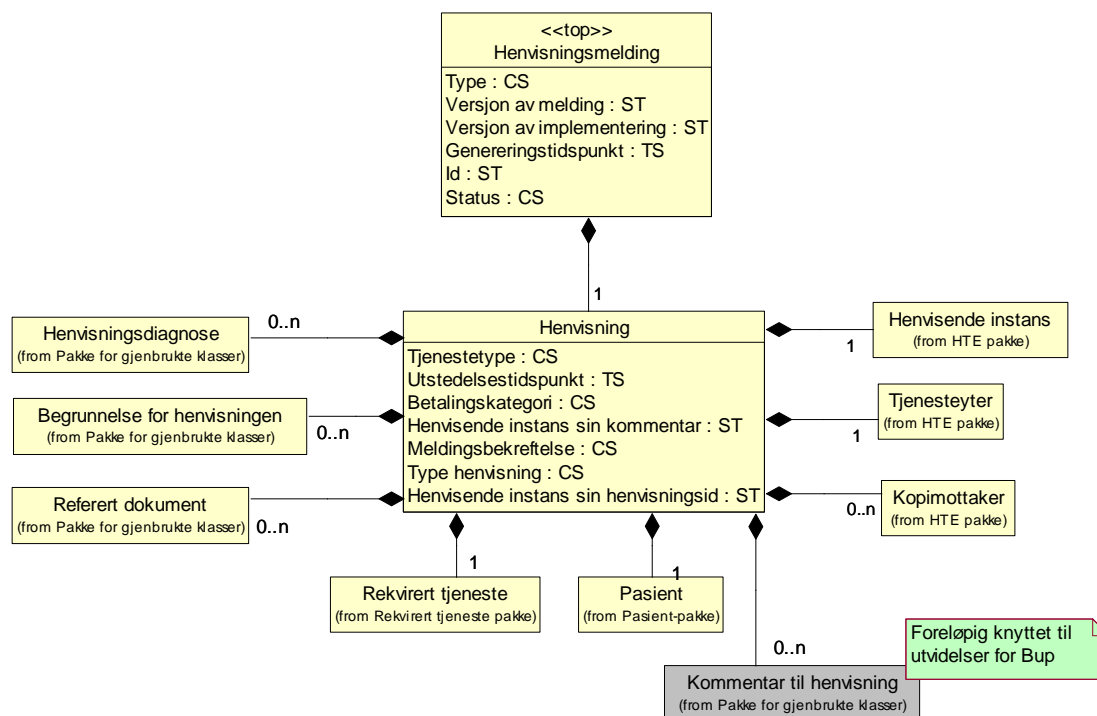 <<top>>
Henvisningsmelding
Type : CS
Versjon av melding : ST
Versjon av implementering : ST
Genereringstidspunkt : TS
Id : ST
Status : CS
1
Henvisningsdiagnose
(from Pakke for gjenbrukte klasser)
0..n
Begrunnelse for henvisningen
(from Pakke for gjenbrukte klasser)
0..n
Referert dokument
(from Pakke for gjenbrukte klasser)
0..n
Henvisning
Tjenestetype : CS
Utstedelsestidspunkt : TS
Betalingskategori : CS
Henvisende instans sin kommentar : ST
Meldingsbekreftelse : CS
Type henvisning : CS
Henvisende instans sin henvisningsid : ST
Henvisende instans
(from HTE pakke)
1
Tjenesteyter
(from HTE pakke)
1
Kopimottaker
(from HTE pakke)
0..n
1
Rekvirert tjeneste
(from Rekvirert tjeneste pakke)
1
Pasient
(from Pasient-pakke)
0..n
Foreløpig knyttet til
utvidelser for Bup
Kommentar til henvisning
(from Pakke for gjenbrukte klasser)